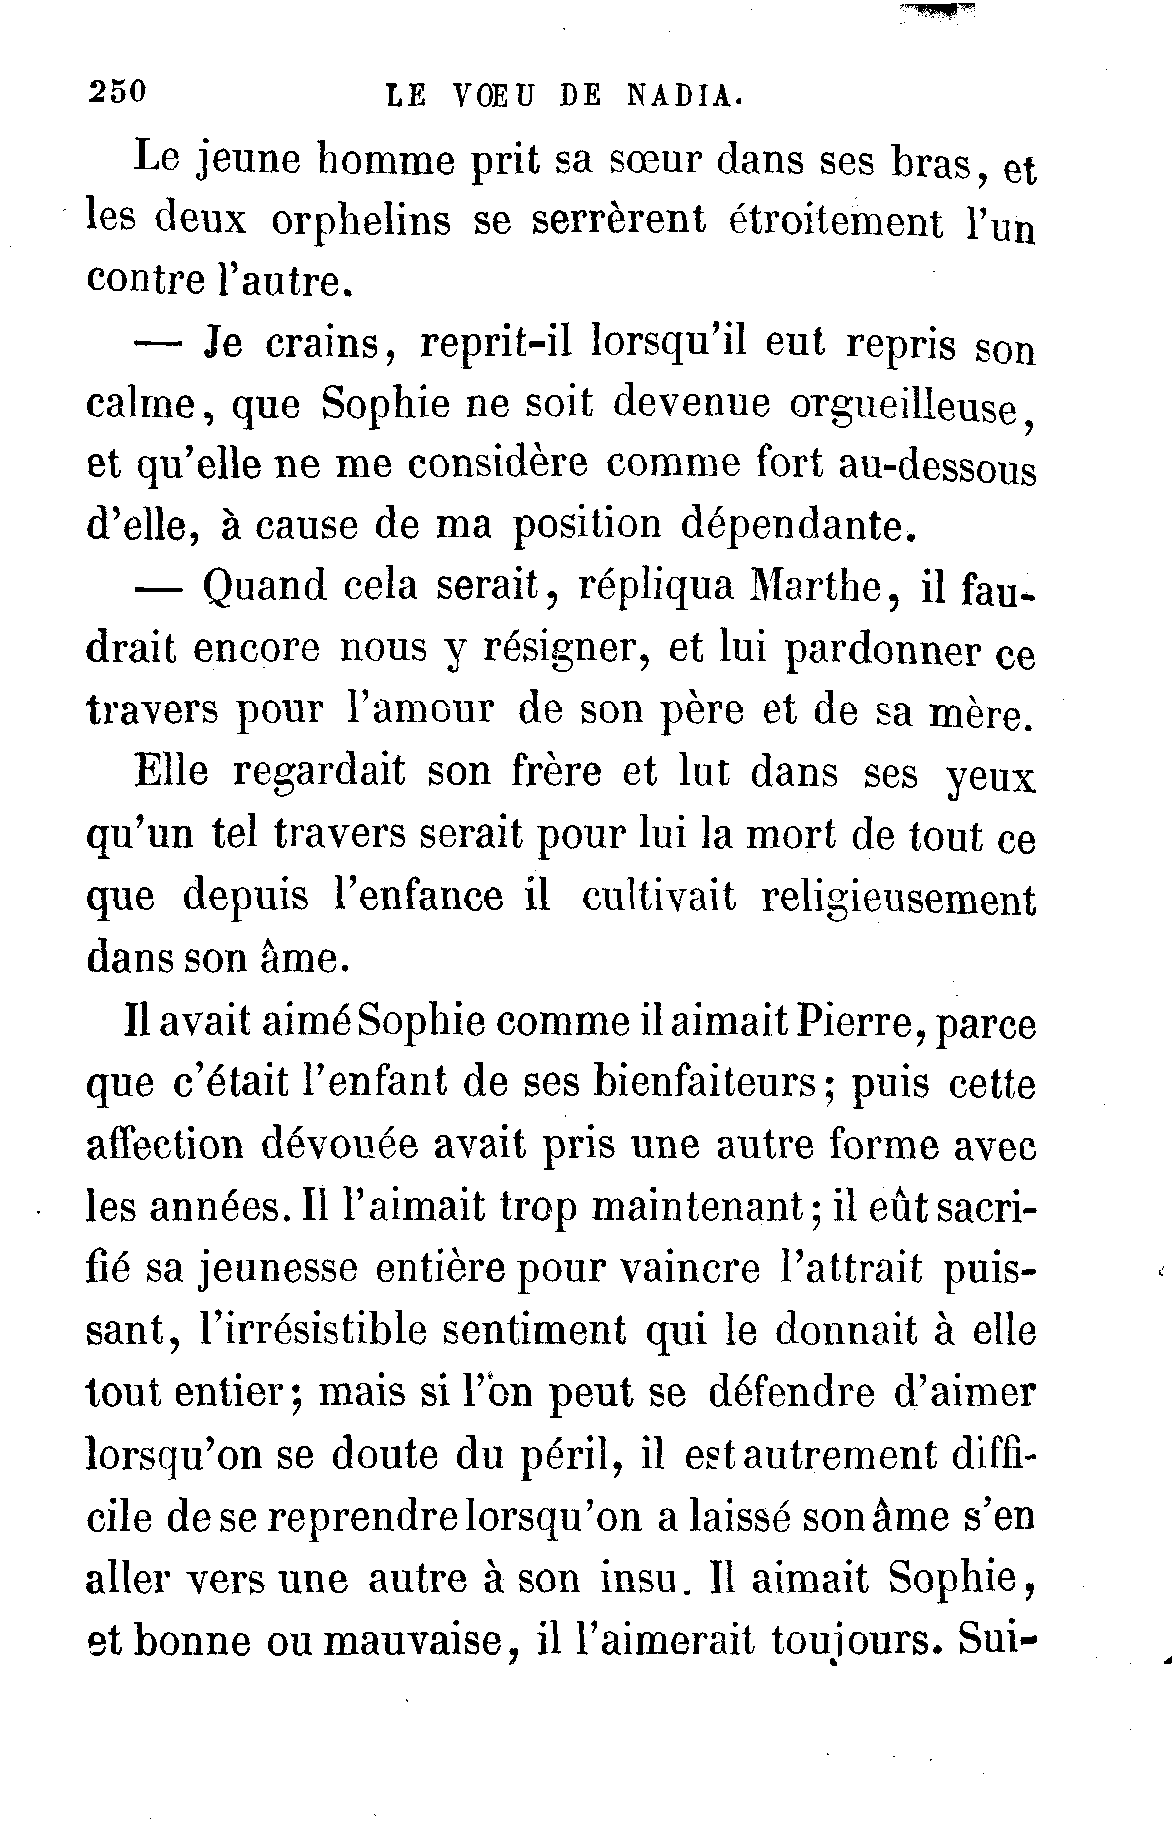 250 LE VŒU DE NADIA.
Le jeune homme prit sa sœur dans ses bras, et
les deux orphelins se serrèrent étroitement l'un
contre l'autre.
— Je crains, reprit-il lorsqu'il eut repris son
calme, que Sophie ne soit devenue orgueilleuse,
et qu'elle ne me considère comme fort au-dessous
d'elle, à cause de ma position dépendante.
— Quand cela serait, répliqua Marthe, il fau-
drait encore nous y résigner, et lui pardonner ce
travers pour l'amour de son père et de sa mère.
Elle regardait son frère et lut dans ses yeux
qu'un tel travers serait pour lui la mort de tout ce
que depuis l'enfance il cultivait religieusement
dans son âme.
Il avait aimé Sophie comme il aimait Pierre, parce
que c'était l'enfant de ses bienfaiteurs; puis cette
affection dévouée avait pris une autre forme avec
les années. Il l'aimait trop maintenant; il eût sacri-
fié sa jeunesse entière pour vaincre l'attrait puis-
sant, l'irrésistible sentiment qui le donnait à elle
tout entier; mais si l'on peut se défendre d'aimer
lorsqu'on se doute du péril, il est autrement diffi-
cile de se reprendre lorsqu'on a laissé son âme s'en
aller vers une autre à son insu. Il aimait Sophie,
et bonne ou mauvaise, il l'aimerait toujours. Sui-